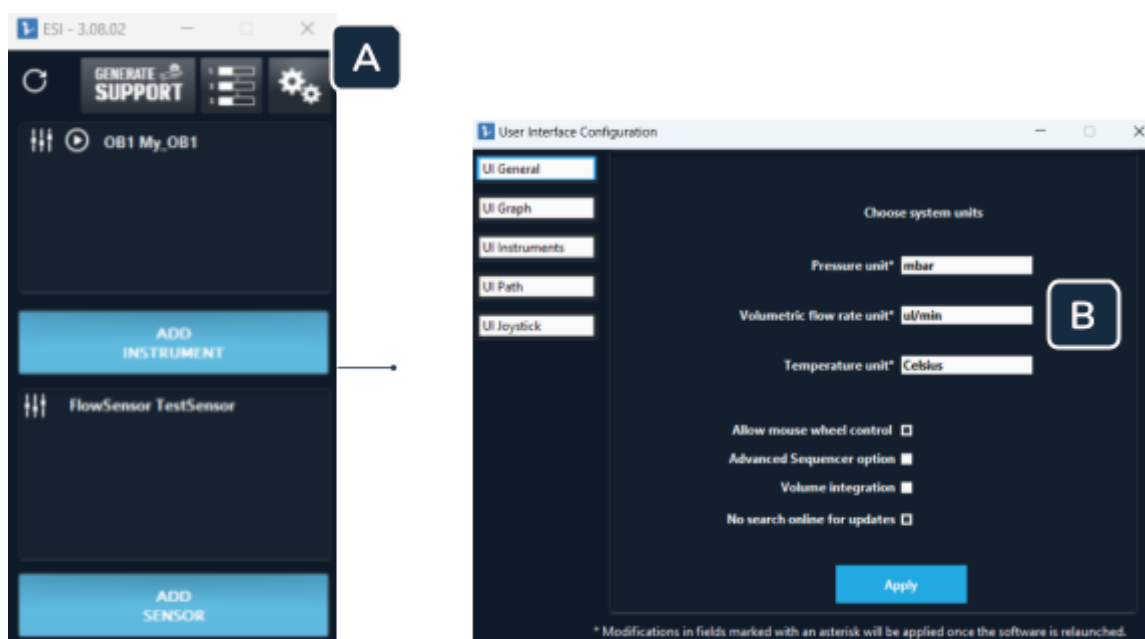 ESI - 3.08.02
A
GENERATE
SUPPORT
OB1 My_OB1
ADD
INSTRUMENT
FlowSensor TestSensor
ADD
SENSOR
User Interface Configuration
UI General
UI Graph
UI Instruments
UI Path
UI Joystick
Choose system units
Pressure unit* mbar
Volumetric flow rate unit* ul/min
B
Temperature unit* Celsius
Allow mouse wheel control
Advanced Sequencer option
Volume integration
No search online for updates
Apply
* Modifications in fields marked with an asterisk will be applied once the software is relaunched.